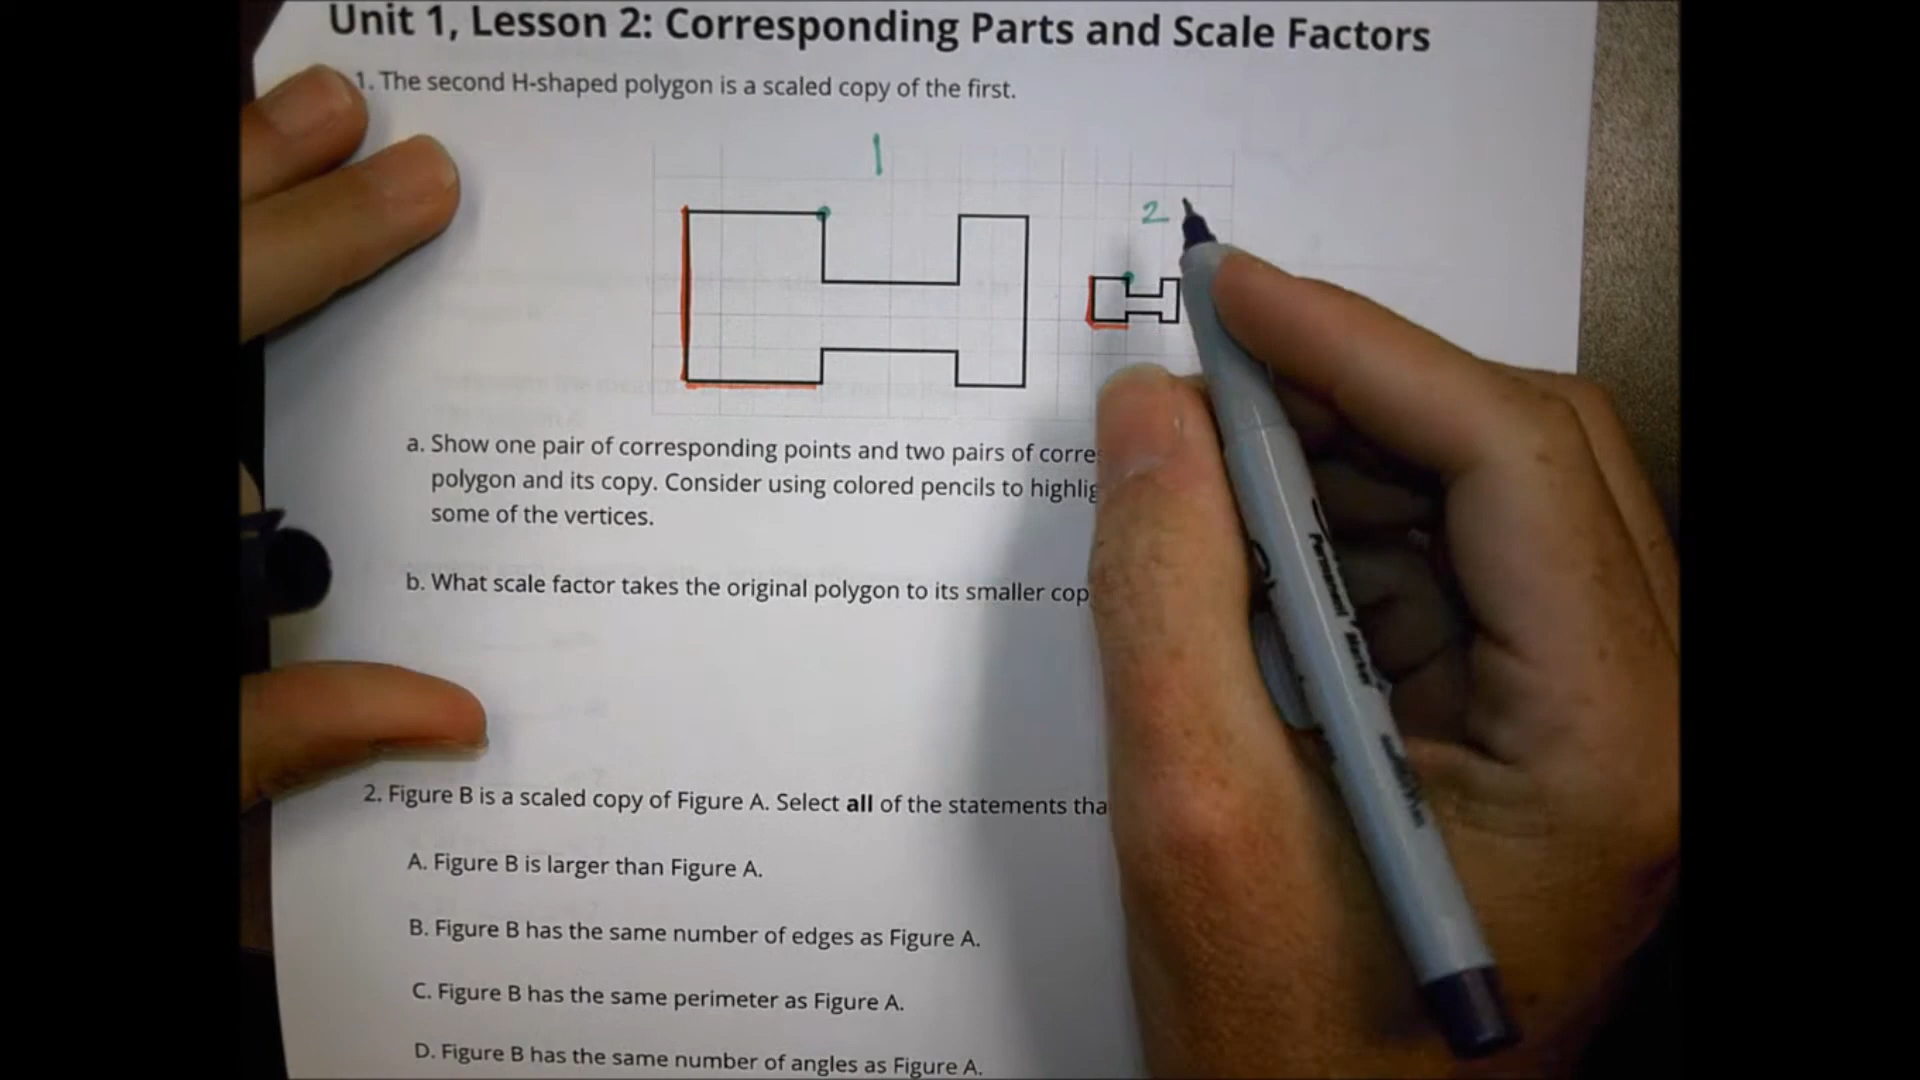 Unit 1, Lesson 2: Corresponding Parts and Scale Factors
1. The second H-shaped polygon is a scaled copy of the first.
1
2
a. Show one pair of corresponding points and two pairs of corre
polygon and its copy. Consider using colored pencils to highlig
some of the vertices.
b. What scale factor takes the original polygon to its smaller cop
2. Figure B is a scaled copy of Figure A. Select all of the statements tha
A. Figure B is larger than Figure A.
B. Figure B has the same number of edges as Figure A.
C. Figure B has the same perimeter as Figure A.
D. Figure B has the same number of angles as Figure A.
Permanent Marker